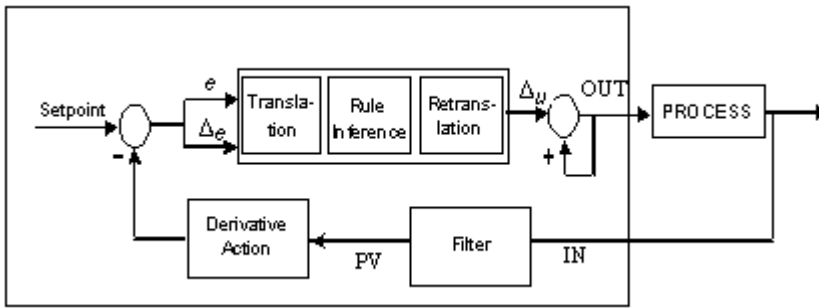 Setpoint
-
e
Δe
Transla-
tion
Rule
Inference
Retrans-
lation
Δu
+
OUT
PROCESS
Derivative
Action
PV
Filter
IN